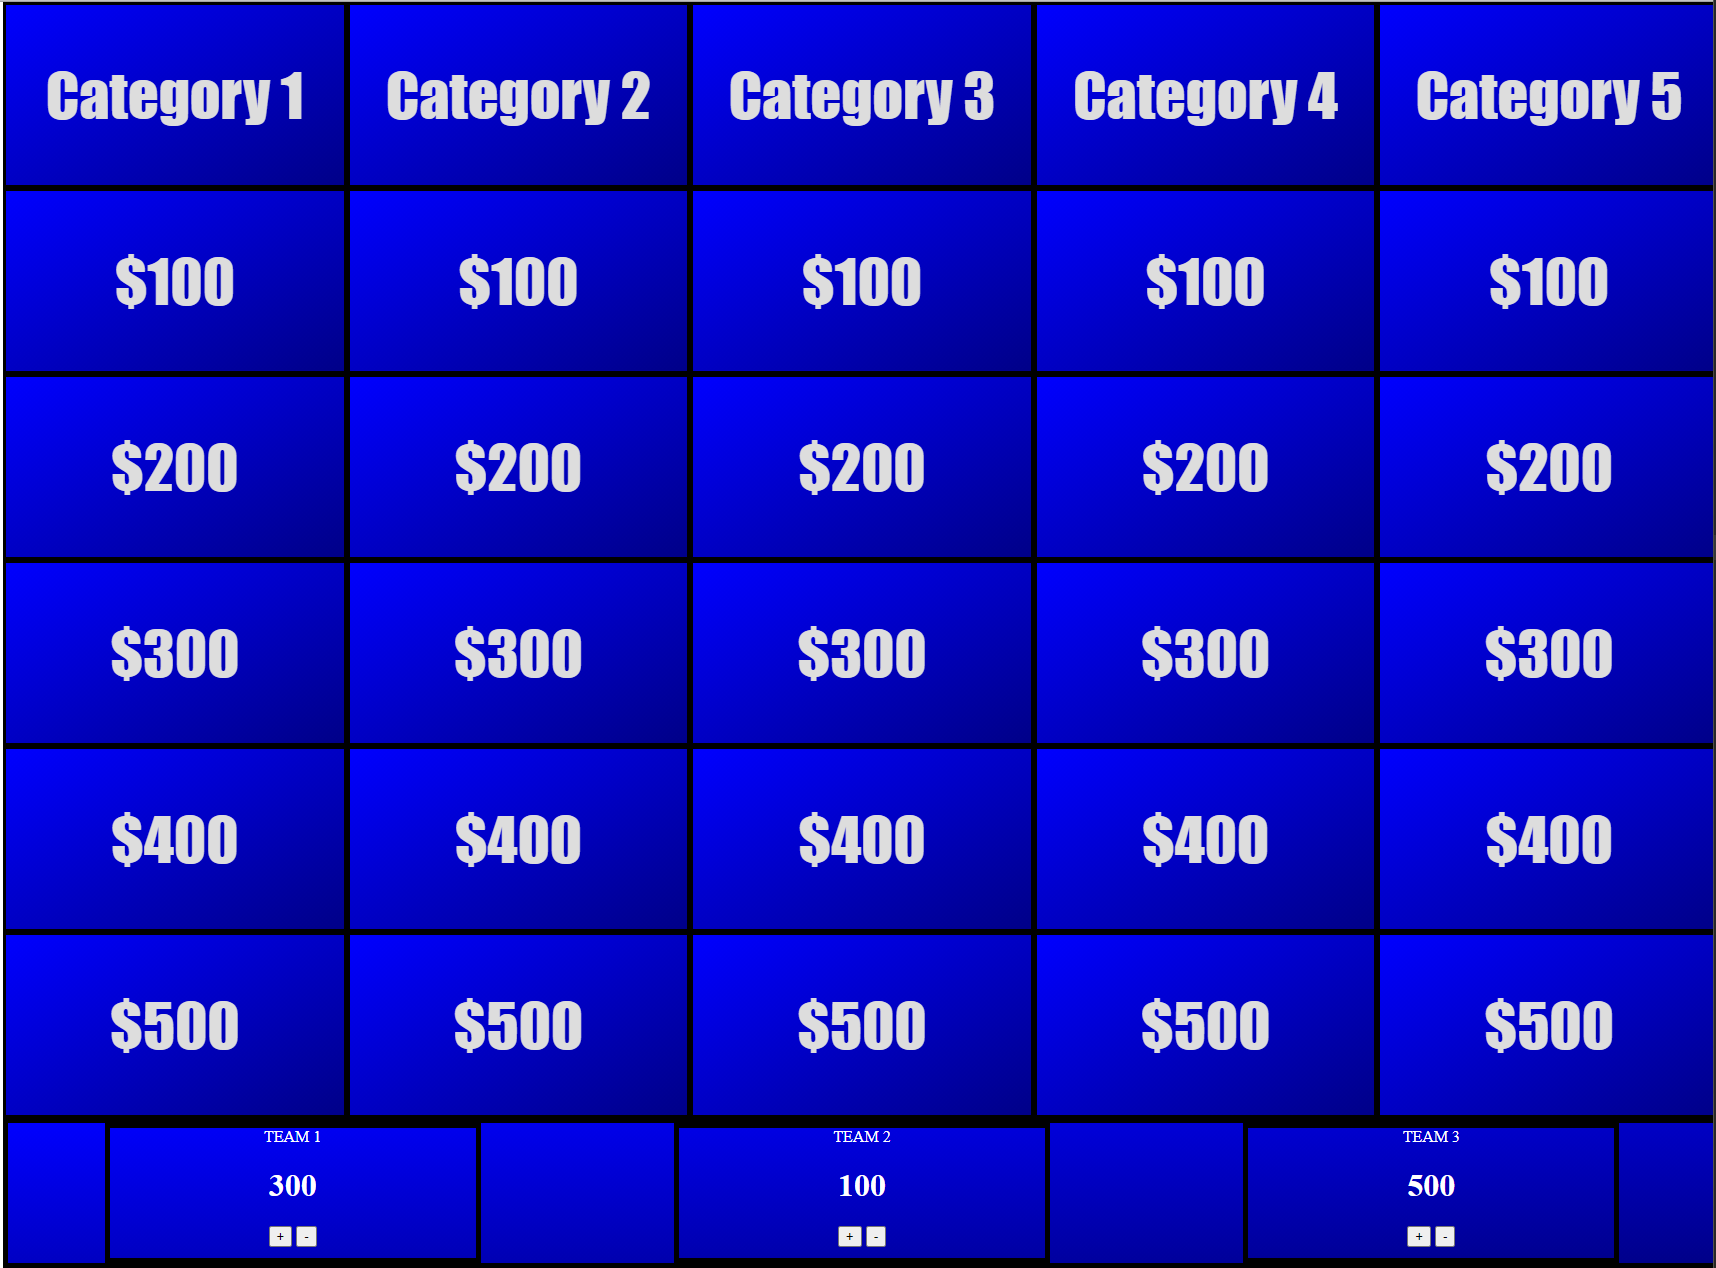 Category 1 Category 2 Category 3 Category 4 Category 5
$100 $100 $100 $100 $100
$200 $200 $200 $200 $200
$300 $300 $300 $300 $300
$400 $400 $400 $400 $400
$500 $500 $500 $500 $500
TEAM 1 TEAM 2 TEAM 3
300 100 500
+ - + - + -